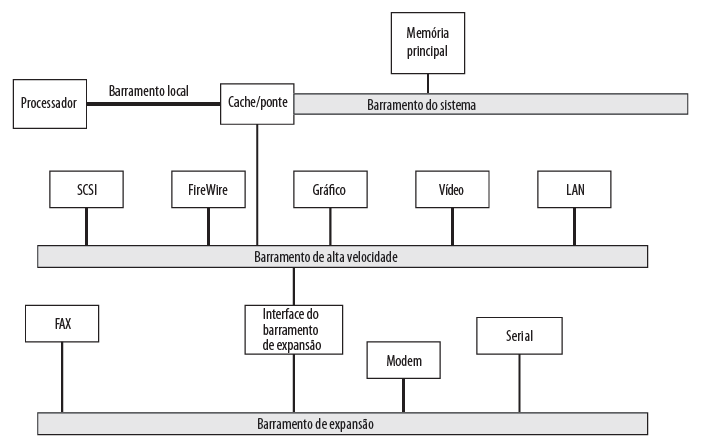 Memória
principal
Barramento local
Processador
Cache/ponte
Barramento do sistema
SCSI
FireWire
Gráfico
Vídeo
LAN
Barramento de alta velocidade
FAX
Interface do
barramento
de expansão
Serial
Modem
Barramento de expansão